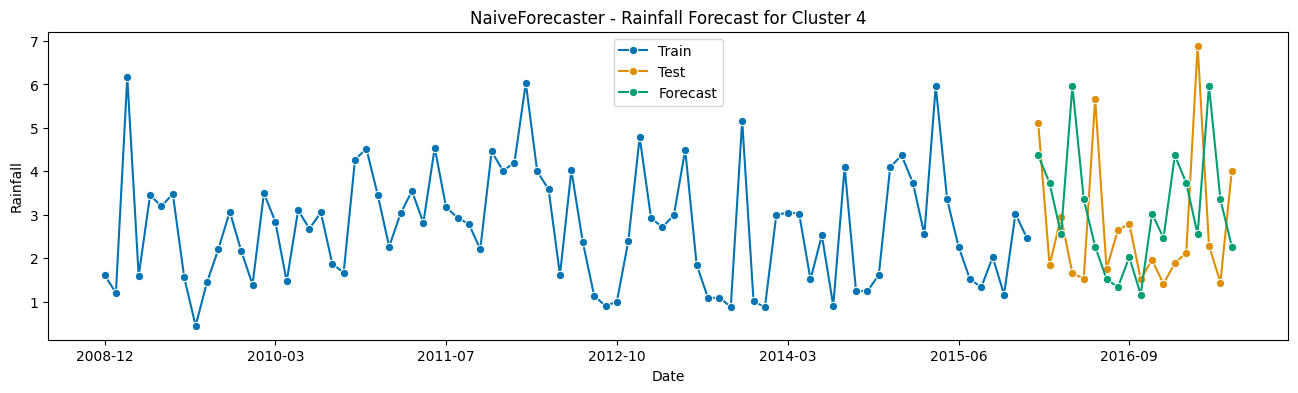 NaiveForecaster - Rainfall Forecast for Cluster 4
Train
Test
Forecast
Rainfall
7
6
5
4
3
2
1
2008-12 2010-03 2011-07 2012-10 2014-03 2015-06 2016-09
Date